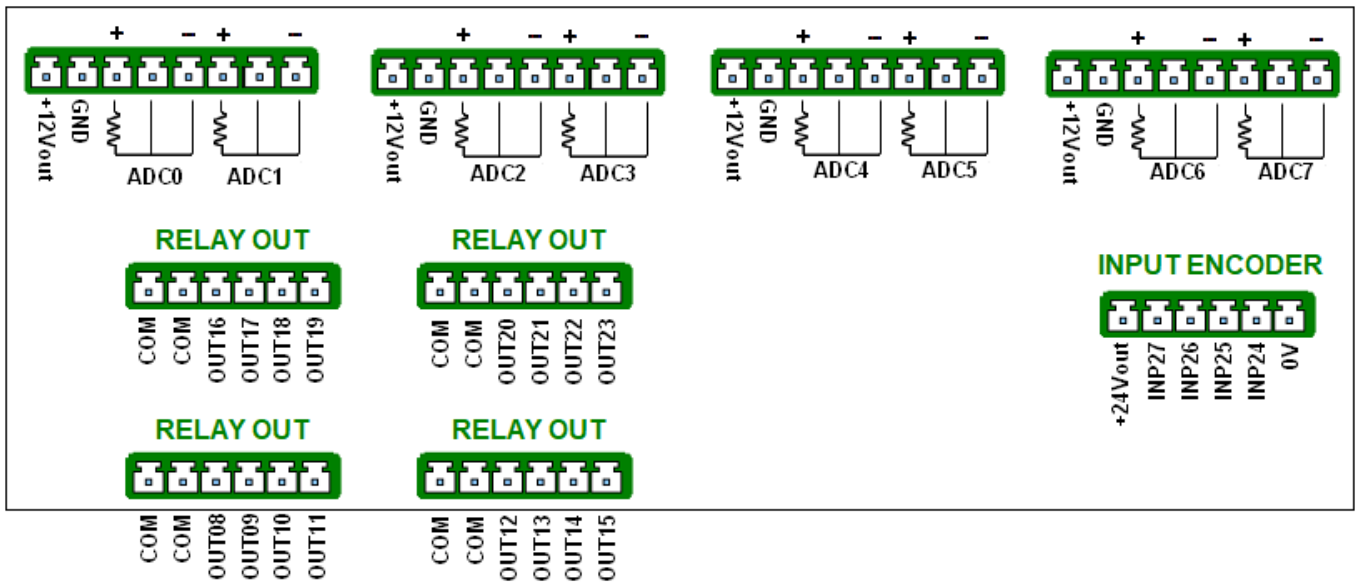 + − + − + − + − + − + − + − + −
+12Vout GND ADC0 ADC1 +12Vout GND ADC2 ADC3 +12Vout GND ADC4 ADC5 +12Vout GND ADC6 ADC7
RELAY OUT RELAY OUT
INPUT ENCODER
COM COM OUT16 OUT17 OUT18 OUT19 COM COM OUT20 OUT21 OUT22 OUT23
+24Vout INP27 INP26 INP25 INP24 0V
RELAY OUT RELAY OUT
COM COM OUT08 OUT09 OUT10 OUT11 COM COM OUT12 OUT13 OUT14 OUT15